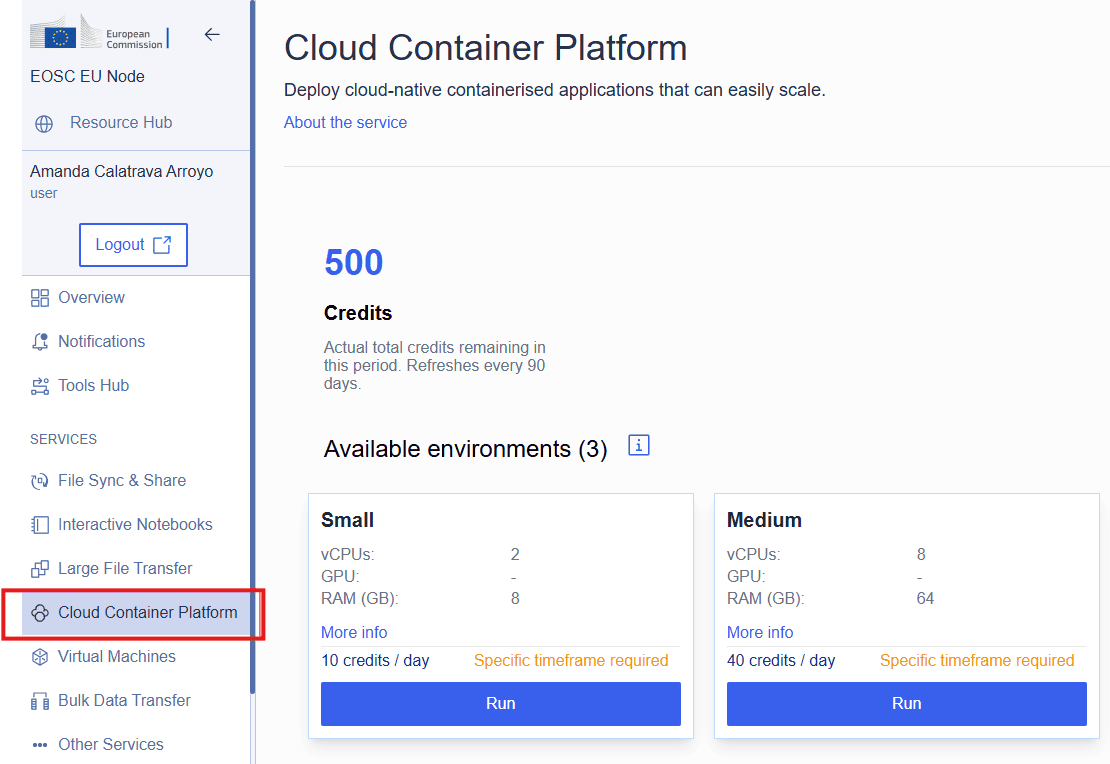 European
Commission
EOSC EU Node
Resource Hub
Amanda Calatrava Arroyo
user
Logout
Overview
Notifications
Tools Hub
SERVICES
File Sync & Share
Interactive Notebooks
Large File Transfer
Cloud Container Platform
Virtual Machines
Bulk Data Transfer
Other Services
Cloud Container Platform
Deploy cloud-native containerised applications that can easily scale.
About the service
500
Credits
Actual total credits remaining in
this period. Refreshes every 90
days.
Available environments (3)
Small
vCPUs: 2
GPU: -
RAM (GB): 8
More info
10 credits / day Specific timeframe required
Run
Medium
vCPUs: 8
GPU: -
RAM (GB): 64
More info
40 credits / day Specific timeframe required
Run